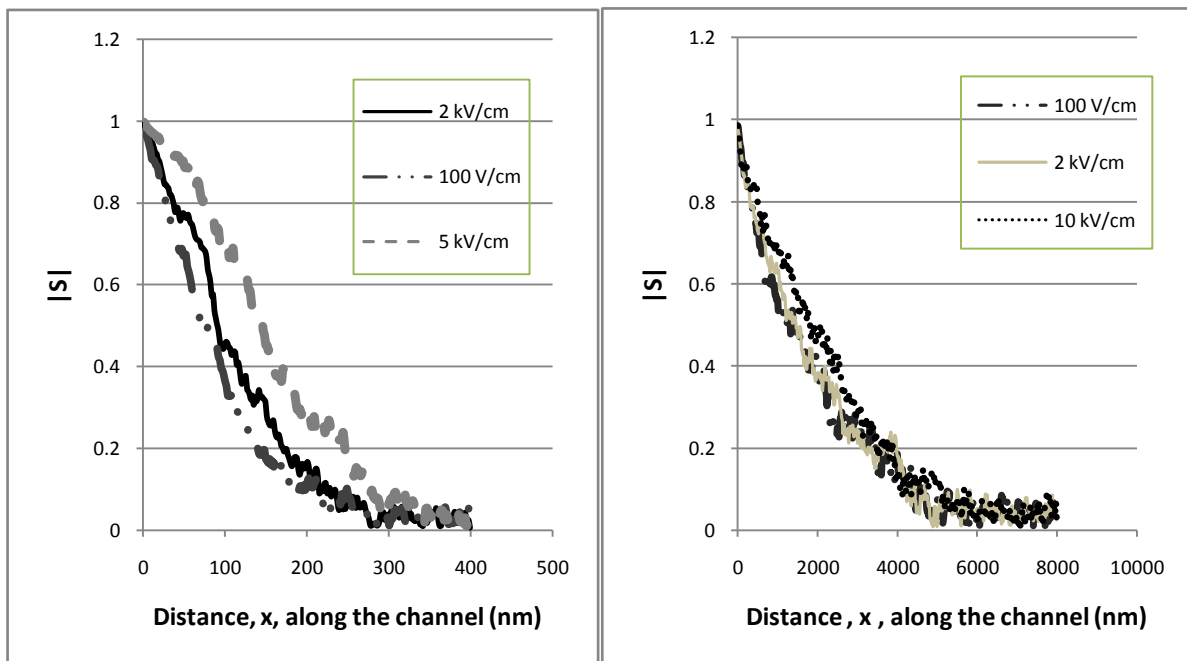 1.2
1
0.8
0.6
0.4
0.2
0
|S|
2 kV/cm
100 V/cm
5 kV/cm
0 100 200 300 400 500
Distance, x, along the channel (nm)
1.2
1
0.8
0.6
0.4
0.2
0
|S|
100 V/cm
2 kV/cm
10 kV/cm
0 2000 4000 6000 8000 10000
Distance , x , along the channel (nm)